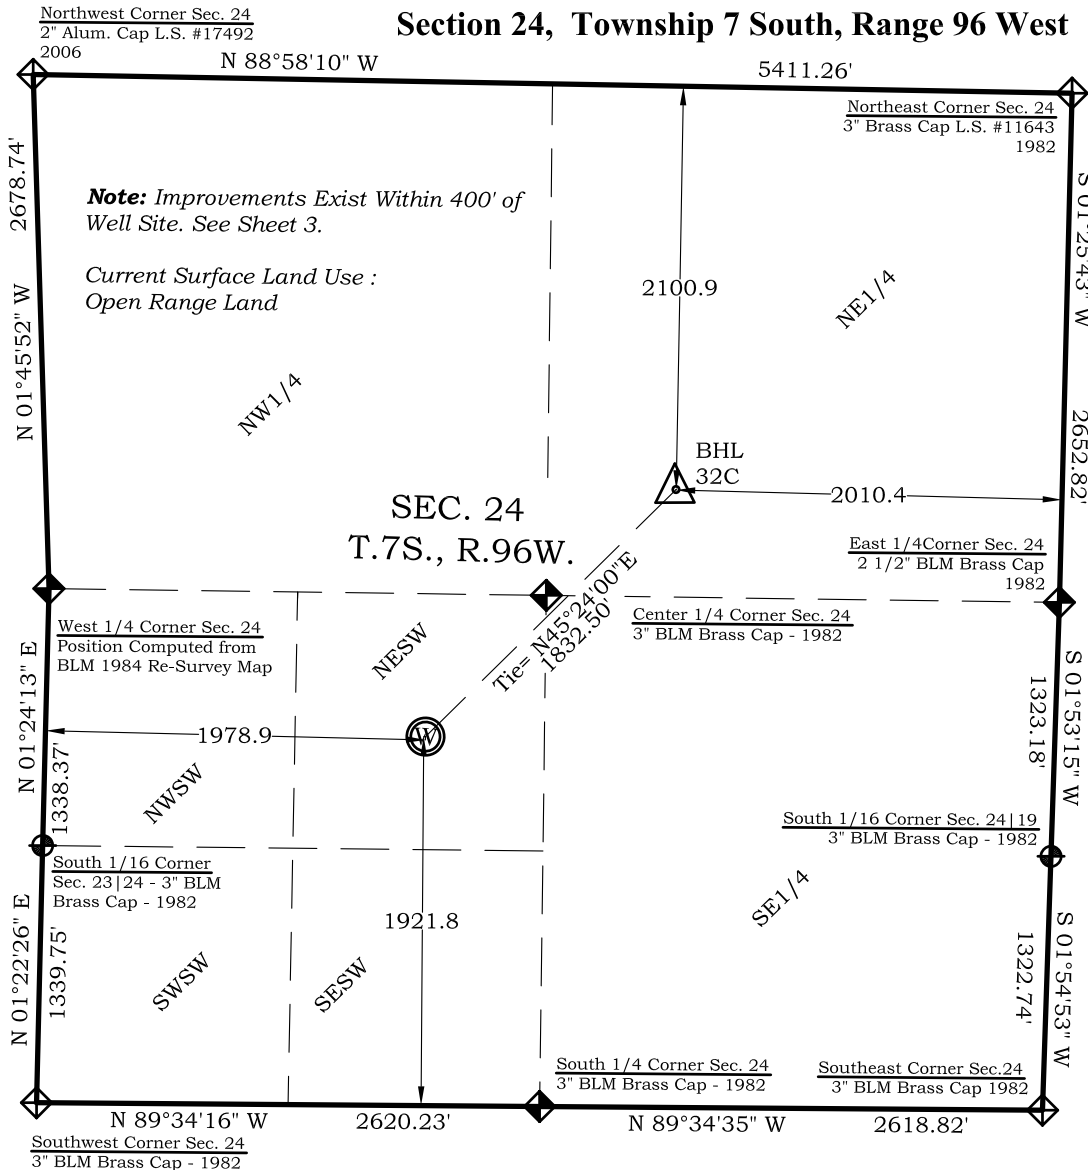 Northwest Corner Sec. 24
2" Alum. Cap L.S. #17492
2006
Section 24, Township 7 South, Range 96 West
N 88°58'10" W
5411.26'
Northeast Corner Sec. 24
3" Brass Cap L.S. #11643
1982
2678.74'
N 01°45'52" W
Note: Improvements Exist Within 400' of
Well Site. See Sheet 3.
Current Surface Land Use :
Open Range Land
S 01°25'43" W
2652.82'
2100.9
NE1/4
NW1/4
BHL
32C
2010.4
SEC. 24
T.7S., R.96W.
East 1/4Corner Sec. 24
2 1/2" BLM Brass Cap
1982
Tie= N45°24'00"E
1832.50'
West 1/4 Corner Sec. 24
Position Computed from
BLM 1984 Re-Survey Map
NESW
Center 1/4 Corner Sec. 24
3" BLM Brass Cap - 1982
N 01°24'13" E
1338.37'
1978.9
W
NWSW
1323.18'
S 01°53'15" W
South 1/16 Corner Sec. 24|19
3" BLM Brass Cap - 1982
South 1/16 Corner
Sec. 23|24 - 3" BLM
Brass Cap - 1982
1921.8
SE1/4
N 01°22'26" E
1339.75'
SWSW
SESW
1322.74'
S 01°54'53" W
South 1/4 Corner Sec. 24
3" BLM Brass Cap - 1982
Southeast Corner Sec.24
3" BLM Brass Cap 1982
N 89°34'16" W
2620.23'
N 89°34'35" W
2618.82'
Southwest Corner Sec. 24
3" BLM Brass Cap - 1982